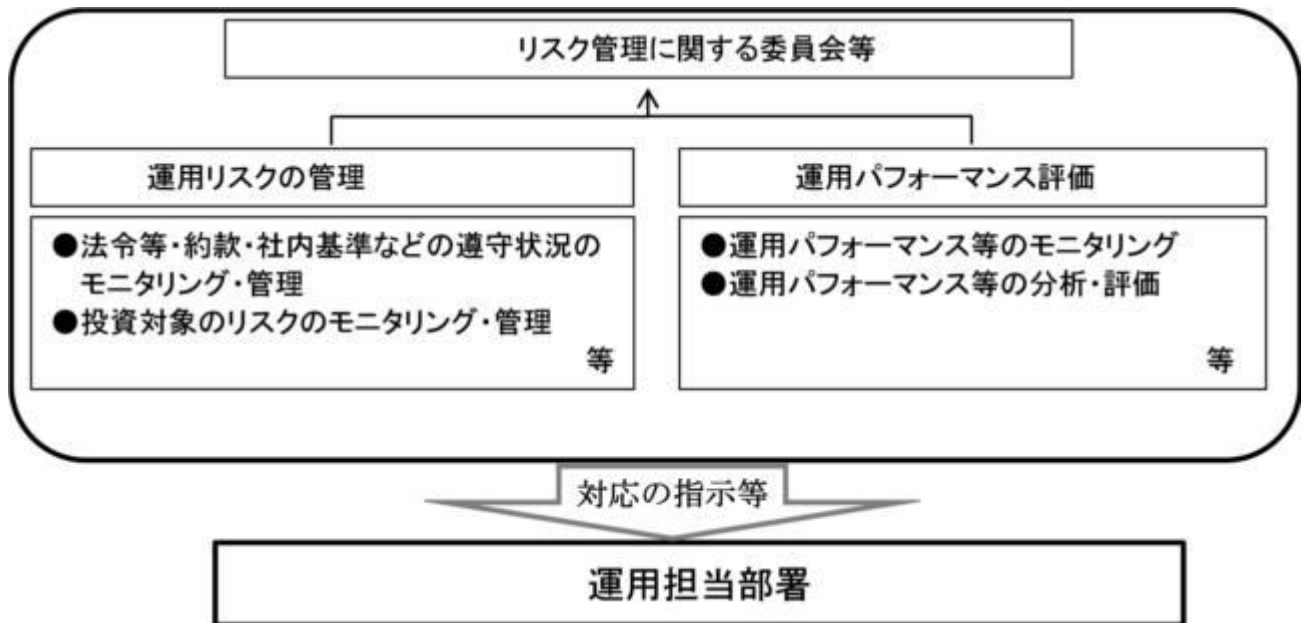 リスク管理に関する委員会等
運用リスクの管理
●法令等・約款・社内基準などの遵守状況の
モニタリング・管理
●投資対象のリスクのモニタリング・管理
等
運用パフォーマンス評価
●運用パフォーマンス等のモニタリング
●運用パフォーマンス等の分析・評価
等
対応の指示等
運用担当部署